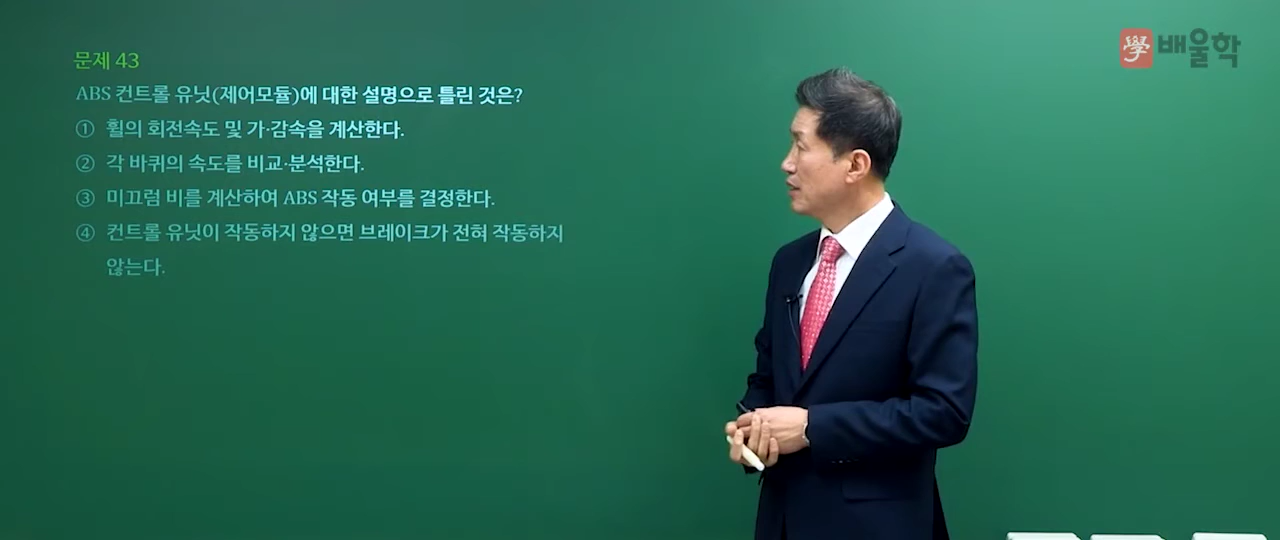 學 배울학
문제 43
ABS 컨트롤 유닛(제어모듈)에 대한 설명으로 틀린 것은?
① 휠의 회전속도 및 가·감속을 계산한다.
② 각 바퀴의 속도를 비교·분석한다.
③ 미끄럼 비를 계산하여 ABS 작동 여부를 결정한다.
④ 컨트롤 유닛이 작동하지 않으면 브레이크가 전혀 작동하지
않는다.